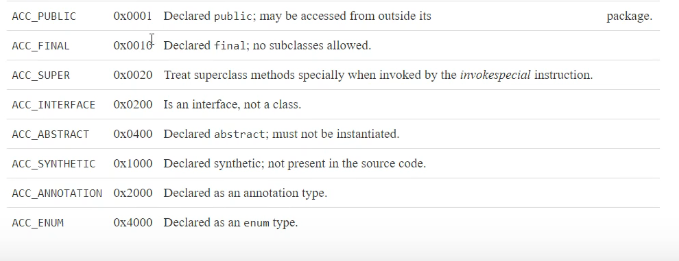 ACC_PUBLIC 0x0001 Declared public; may be accessed from outside its package.
ACC_FINAL 0x0010 Declared final; no subclasses allowed.
ACC_SUPER 0x0020 Treat superclass methods specially when invoked by the invokespecial instruction.
ACC_INTERFACE 0x0200 Is an interface, not a class.
ACC_ABSTRACT 0x0400 Declared abstract; must not be instantiated.
ACC_SYNTHETIC 0x1000 Declared synthetic; not present in the source code.
ACC_ANNOTATION 0x2000 Declared as an annotation type.
ACC_ENUM 0x4000 Declared as an enum type.